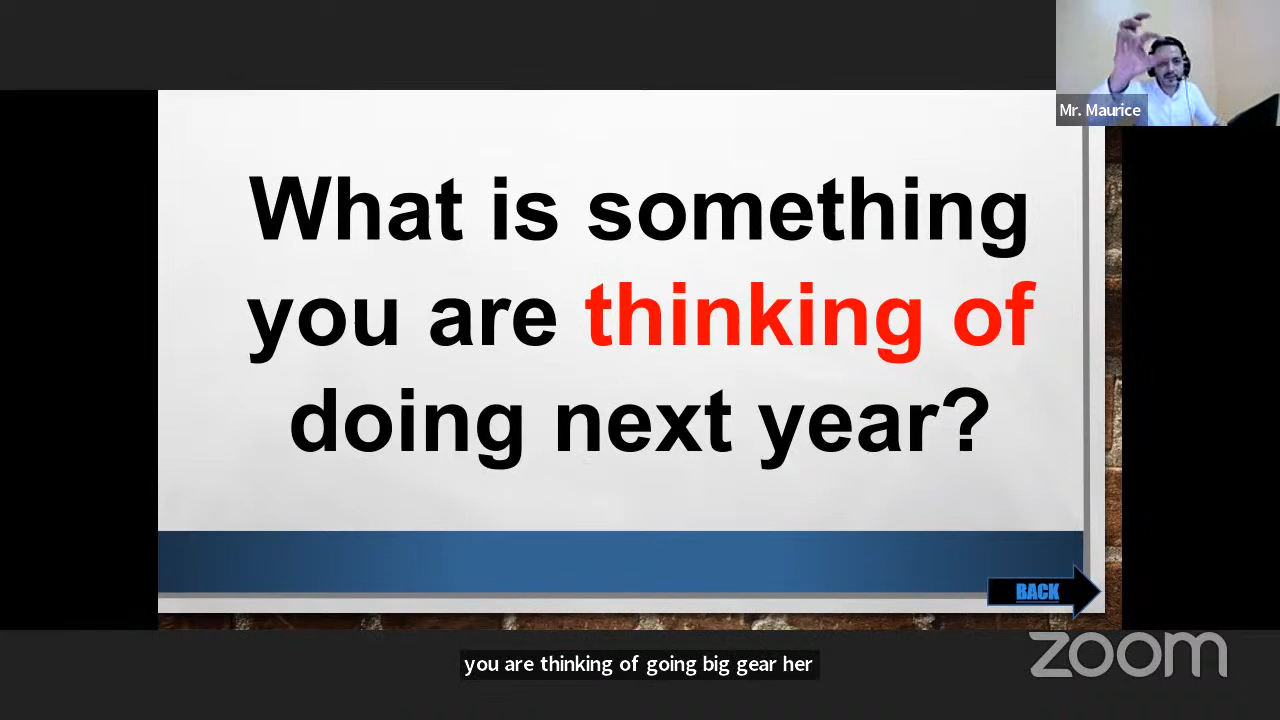 Mr. Maurice
What is something
you are thinking of
doing next year?
BACK
zoom
you are thinking of going big gear her